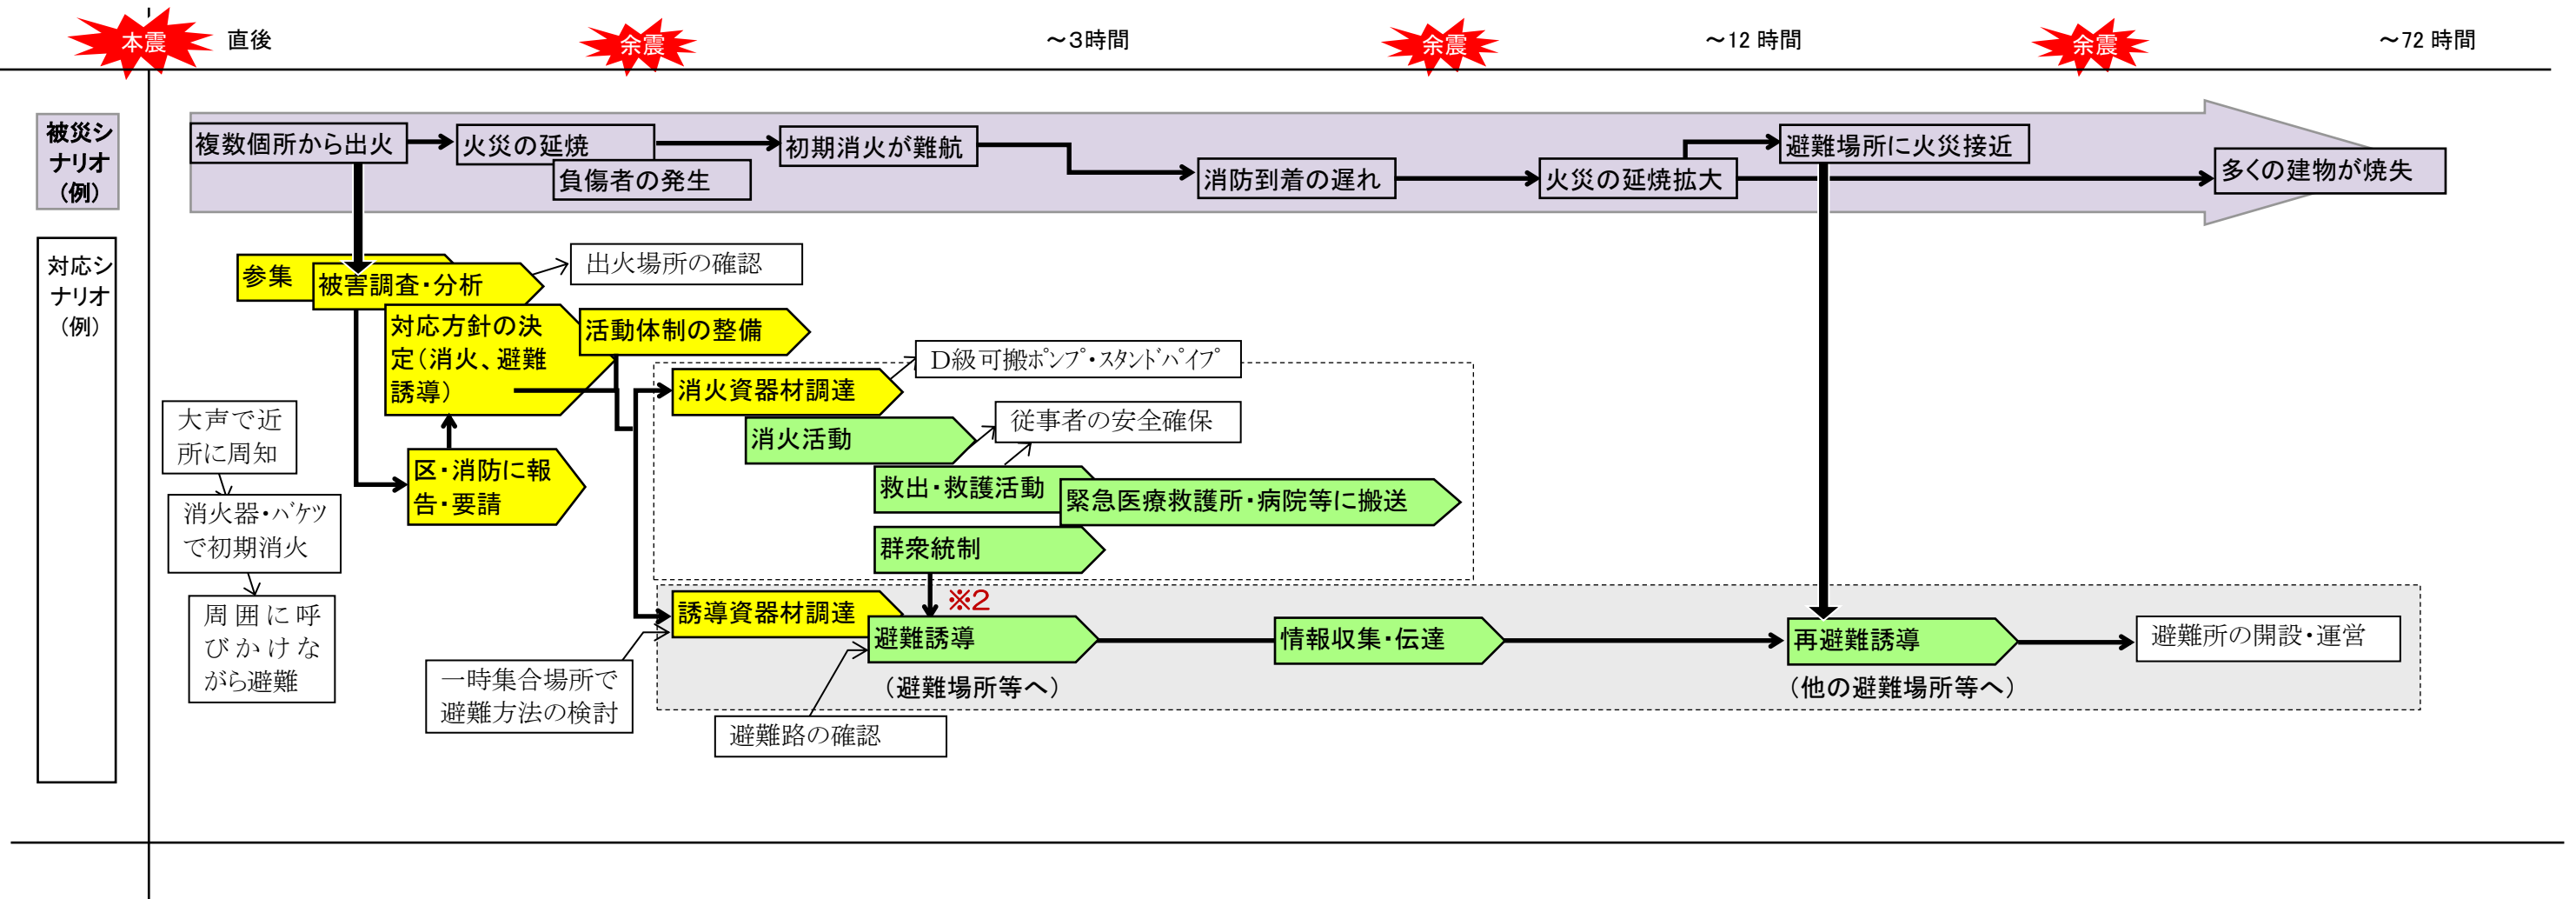 本震
直後
余震
～3時間
余震
～12 時間
余震
～72 時間
被災シ
ナリオ
（例）
複数個所から出火
火災の延焼
負傷者の発生
初期消火が難航
消防到着の遅れ
火災の延焼拡大
避難場所に火災接近
多くの建物が焼失
対応シ
ナリオ
（例）
参集
被害調査・分析
出火場所の確認
対応方針の決
定（消火、避難
誘導）
活動体制の整備
区・消防に報
告・要請
大声で近
所に周知
消火器・ﾊﾞｹﾂ
で初期消火
周囲に呼
びかけな
がら避難
消火資器材調達
Ｄ級可搬ﾎﾟﾝﾌﾟ・ｽﾀﾝﾄﾞﾊﾟｲﾌﾟ
消火活動
従事者の安全確保
救出・救護活動
緊急医療救護所・病院等に搬送
群衆統制
※2
誘導資器材調達
避難誘導
（避難場所等へ）
情報収集・伝達
再避難誘導
（他の避難場所等へ）
避難所の開設・運営
一時集合場所で
避難方法の検討
避難路の確認